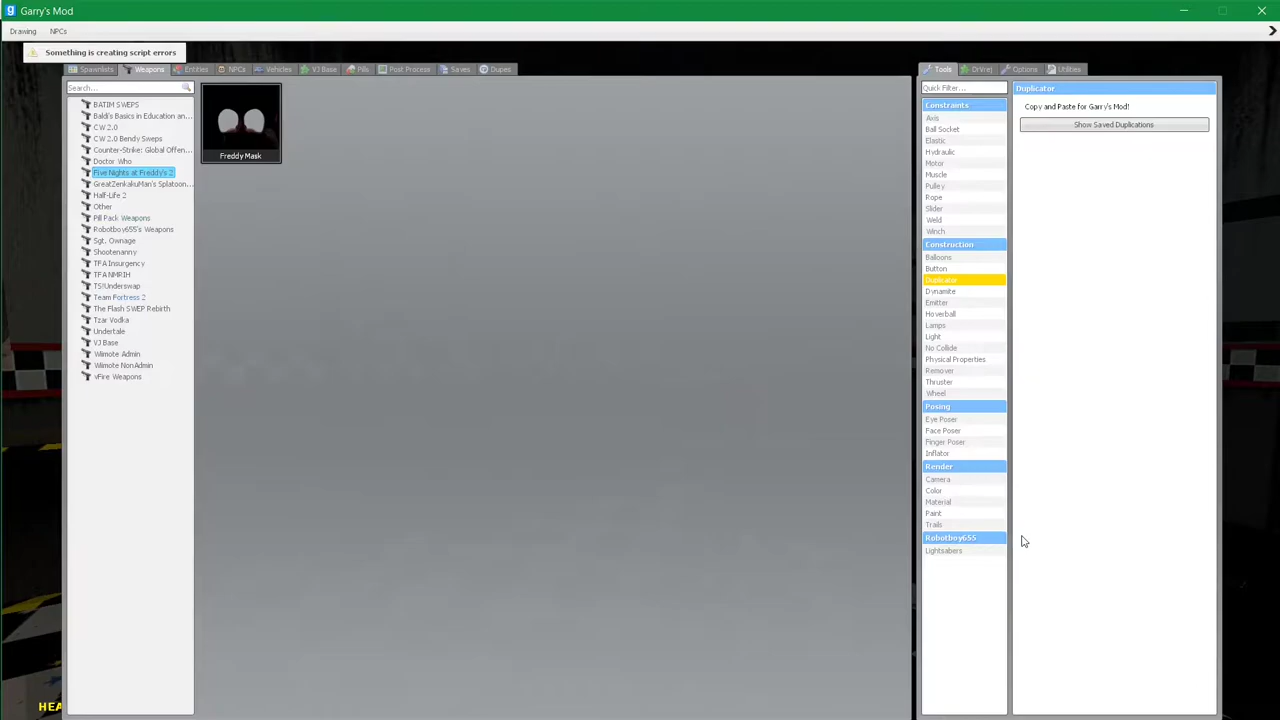 Garry's Mod
Drawing NPCs
Something is creating script errors
Spawnlists Weapons Entities NPCs Vehicles VJ Base Pills Post Process Saves Dupes
Search...
BATIM SWEPS
Baldi's Basics in Education an...
CW 2.0
CW 2.0 Bendy Sweps
Counter-Strike: Global Offen...
Doctor Who
Five Nights at Freddy's 2
GreatZenkakuMan's Splatoon...
Half-Life 2
Other
Pill Pack Weapons
Robotboy655's Weapons
Sgt. Ownage
Shootenanny
TFA Insurgency
TFA NMRIH
TS!Underswap
Team Fortress 2
The Flash SWEP Rebirth
Tzar Vodka
Undertale
VJ Base
Wiimote Admin
Wiimote NonAdmin
vFire Weapons
Freddy Mask
Tools DrVrej Options Utilities
Quick Filter...
Constraints
Axis
Ball Socket
Elastic
Hydraulic
Motor
Muscle
Pulley
Rope
Slider
Weld
Winch
Construction
Balloons
Button
Duplicator
Dynamite
Emitter
Hoverball
Lamps
Light
No Collide
Physical Properties
Remover
Thruster
Wheel
Posing
Eye Poser
Face Poser
Finger Poser
Inflator
Render
Camera
Color
Material
Paint
Trails
Robotboy655
Lightsabers
Duplicator
Copy and Paste for Garry's Mod!
Show Saved Duplications
HEA